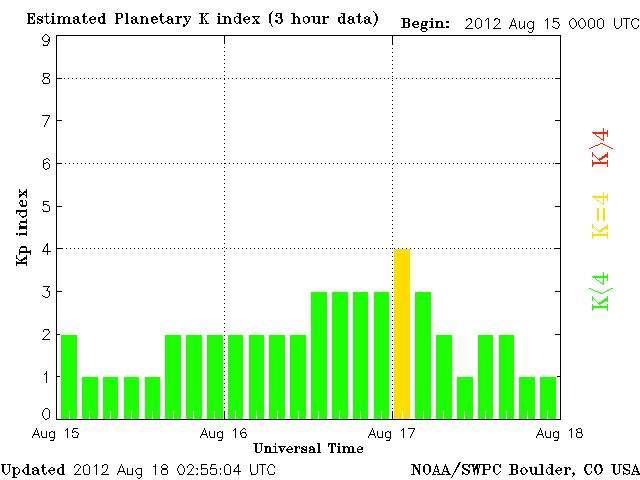 Estimated Planetary K index (3 hour data)
Begin: 2012 Aug 15 0000 UTC
9
8
7
6
5
4
3
2
1
0
Kp index
K>4
K=4
K<4
Aug 15
Aug 16
Aug 17
Aug 18
Universal Time
Updated 2012 Aug 18 02:55:04 UTC
NOAA/SWPC Boulder, CO USA